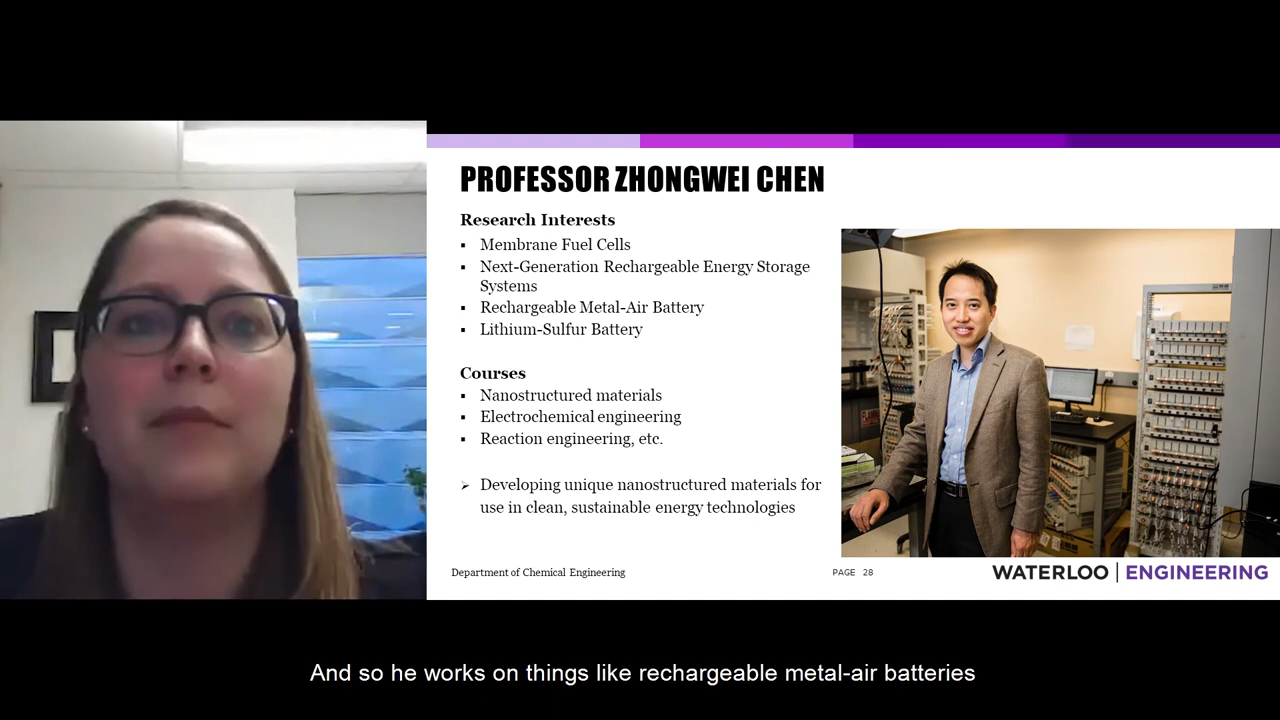 PROFESSOR ZHONGWEI CHEN
Research Interests
▪ Membrane Fuel Cells
▪ Next-Generation Rechargeable Energy Storage
Systems
▪ Rechargeable Metal-Air Battery
▪ Lithium-Sulfur Battery
Courses
▪ Nanostructured materials
▪ Electrochemical engineering
▪ Reaction engineering, etc.
➢ Developing unique nanostructured materials for
use in clean, sustainable energy technologies
Department of Chemical Engineering
PAGE 28
WATERLOO | ENGINEERING
And so he works on things like rechargeable metal-air batteries